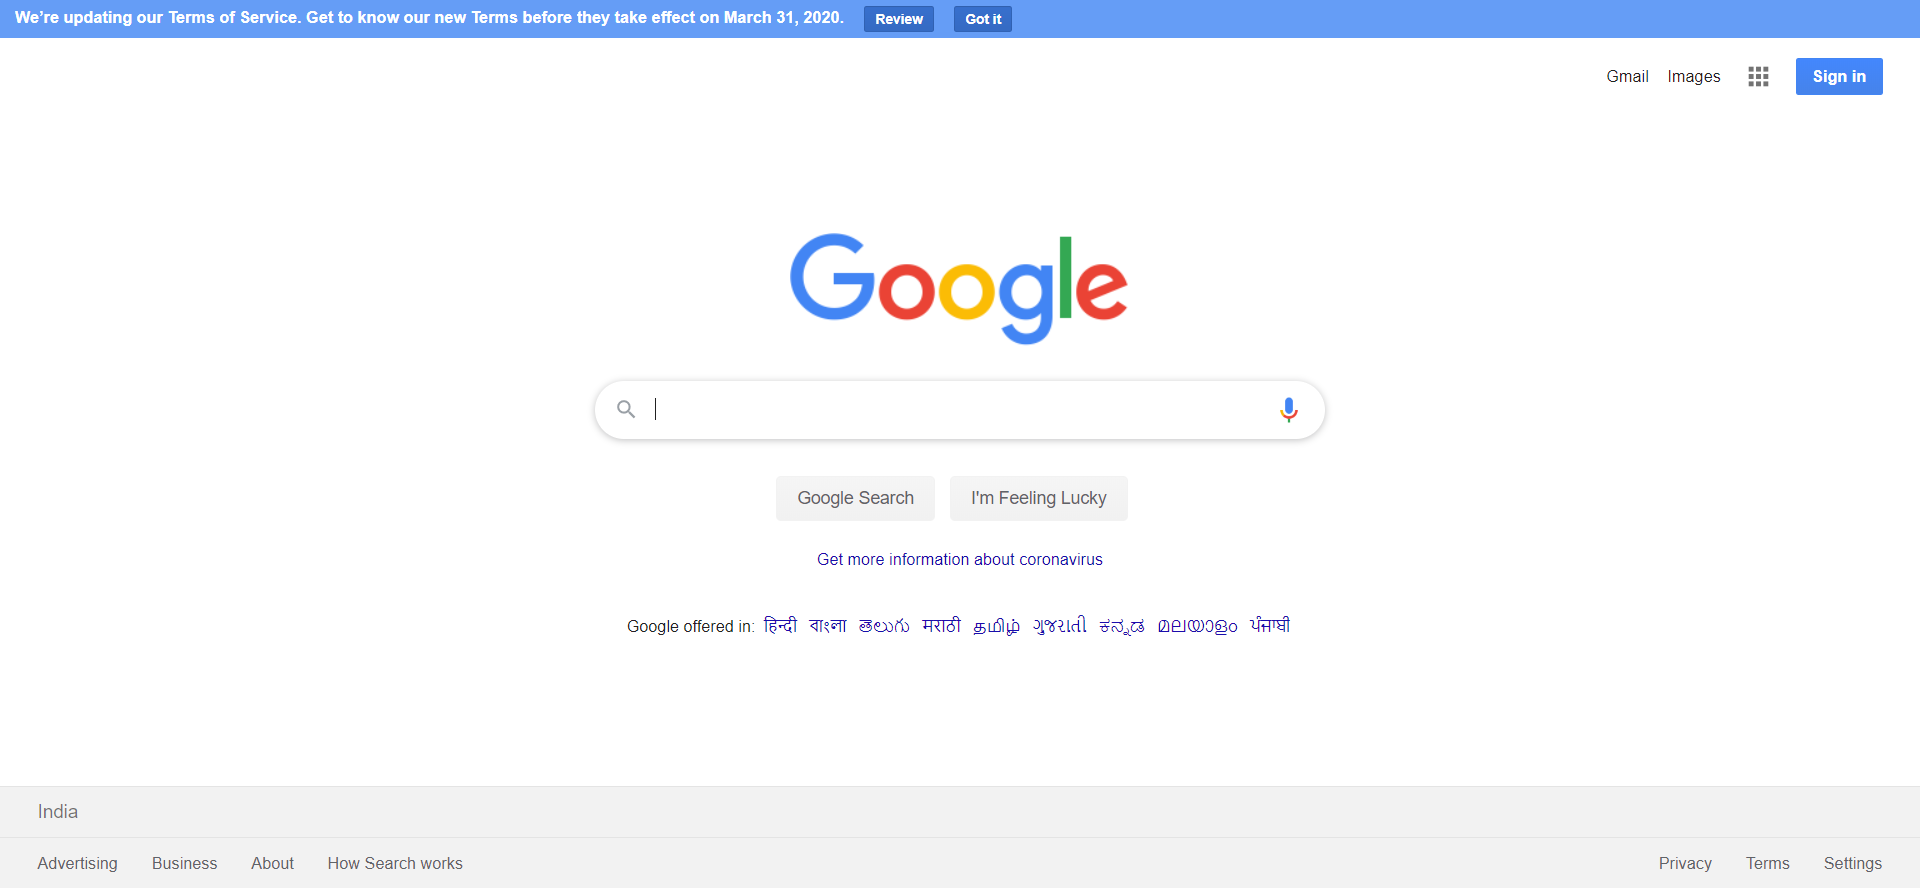 We're updating our Terms of Service. Get to know our new Terms before they take effect on March 31, 2020. Review Got it
Gmail Images Sign in
Google
Google Search I'm Feeling Lucky
Get more information about coronavirus
Google offered in: हिन्दी বাংলা తెలుగు मराठी தமிழ் ગુજરાતી ಕನ್ನಡ മലയാളം ਪੰਜਾਬੀ
India
Advertising Business About How Search works Privacy Terms Settings